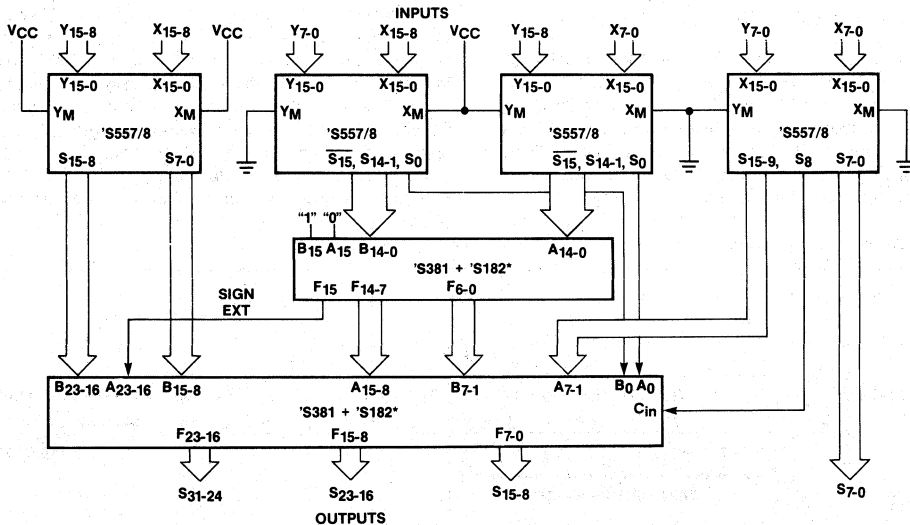 INPUTS
VCC Y15-8 X15-8 VCC Y7-0 X15-8 VCC Y15-8 X7-0 Y7-0 X7-0
Y15-0 X15-0 Y15-0 X15-0 Y15-0 X15-0 Y15-0 X15-0
YM XM YM XM YM XM YM XM
'S557/8 'S557/8 'S557/8 'S557/8
S15-8 S7-0 S̅1̅5̅, S14-1, S0 S̅1̅5̅, S14-1, S0 S15-9, S8 S7-0
"1" "0"
B15 A15 B14-0 A14-0
'S381 + 'S182*
F15 F14-7 F6-0
SIGN
EXT
B23-16 A23-16 B15-8 A15-8 B7-1 A7-1 B0 A0
'S381 + 'S182*
Cin
F23-16 F15-8 F7-0
S31-24 S23-16 S15-8 S7-0
OUTPUTS